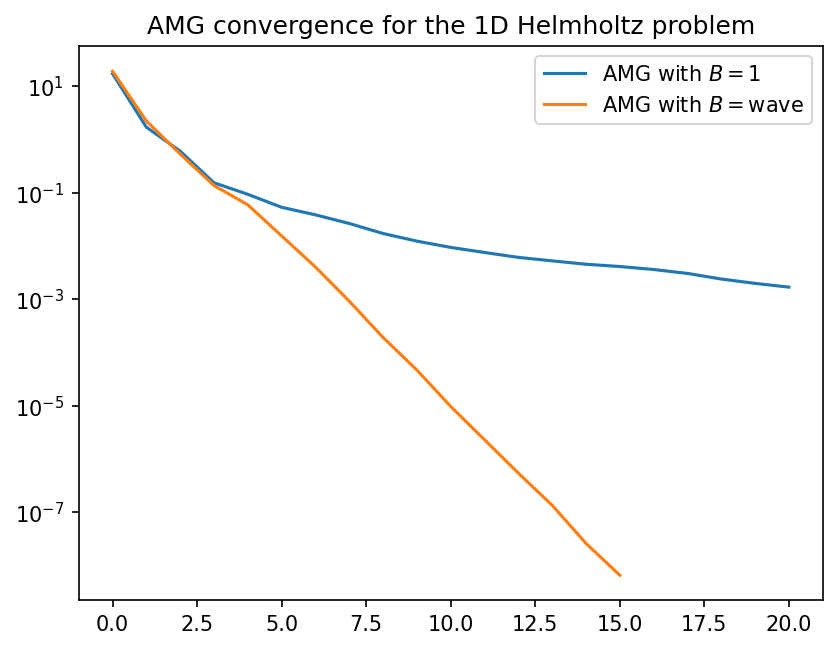 AMG convergence for the 1D Helmholtz problem
AMG with B = 1
AMG with B = wave
10¹
10⁻¹
10⁻³
10⁻⁵
10⁻⁷
0.0 2.5 5.0 7.5 10.0 12.5 15.0 17.5 20.0